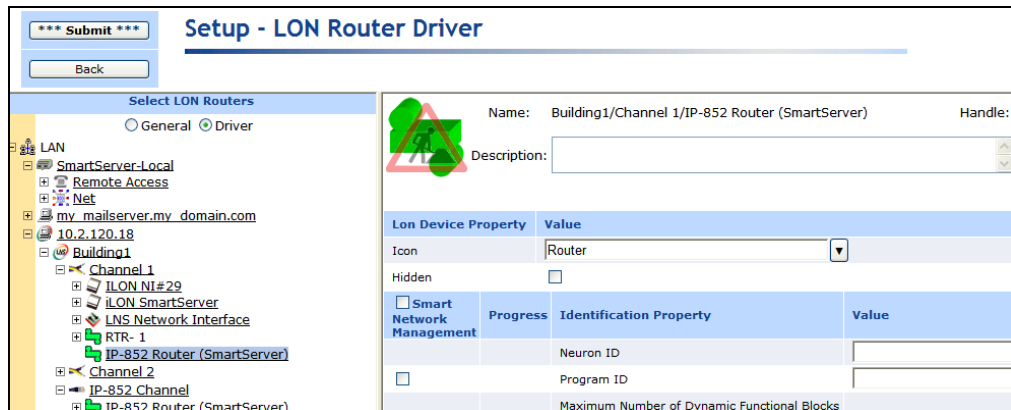 *** Submit ***
Setup - LON Router Driver
Back
Select LON Routers
General Driver
LAN
SmartServer-Local
Remote Access
Net
my_mailserver.my_domain.com
10.2.120.18
Building1
Channel 1
ILON NI#29
iLON SmartServer
LNS Network Interface
RTR- 1
IP-852 Router (SmartServer)
Channel 2
IP-852 Channel
IP-852 Router (SmartServer)
Name: Building1/Channel 1/IP-852 Router (SmartServer) Handle:
Description:
Lon Device Property Value
Icon Router
Hidden
Smart Network Management Progress Identification Property Value
Neuron ID
Program ID
Maximum Number of Dynamic Functional Blocks